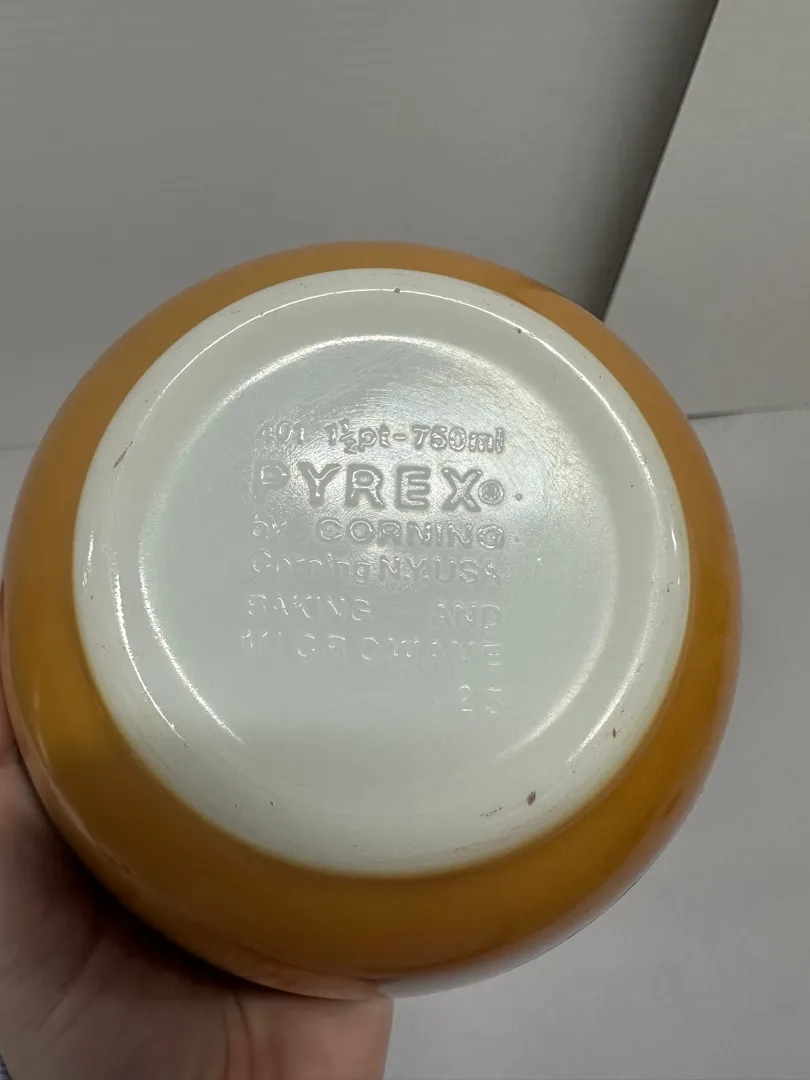 401 1½pt-750ml
PYREX®
by CORNING
Corning NY.USA
BAKING AND
MICROWAVE
25